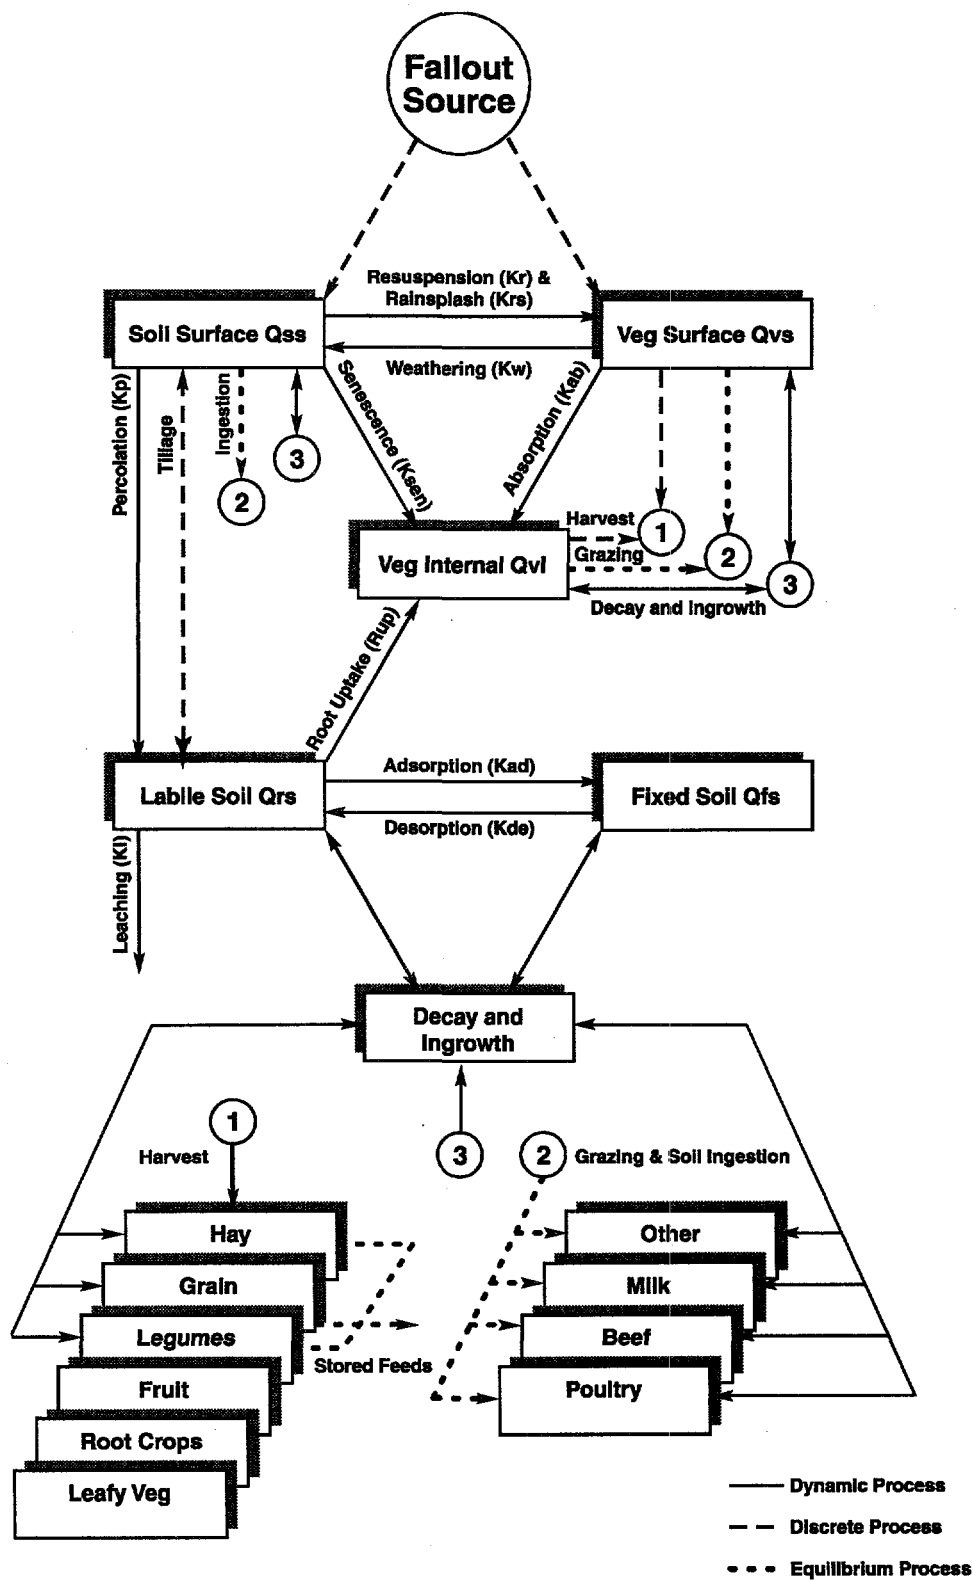 Fallout
Source
Resuspension (Kr) &
Rainsplash (Krs)
Soil Surface Qss
Veg Surface Qvs
Weathering (Kw)
Percolation (Kp)
Tillage
Ingestion
2
3
Senescence (Ksen)
Absorption (Kab)
Harvest
1
Grazing
2
3
Veg Internal Qvi
Decay and Ingrowth
Root Uptake (Rup)
Adsorption (Kad)
Labile Soil Qrs
Fixed Soil Qfs
Desorption (Kde)
Leaching (Kl)
Decay and
Ingrowth
1
Harvest
3
2
Grazing & Soil Ingestion
Hay
Grain
Legumes
Fruit
Root Crops
Leafy Veg
Stored Feeds
Other
Milk
Beef
Poultry
Dynamic Process
Discrete Process
Equilibrium Process